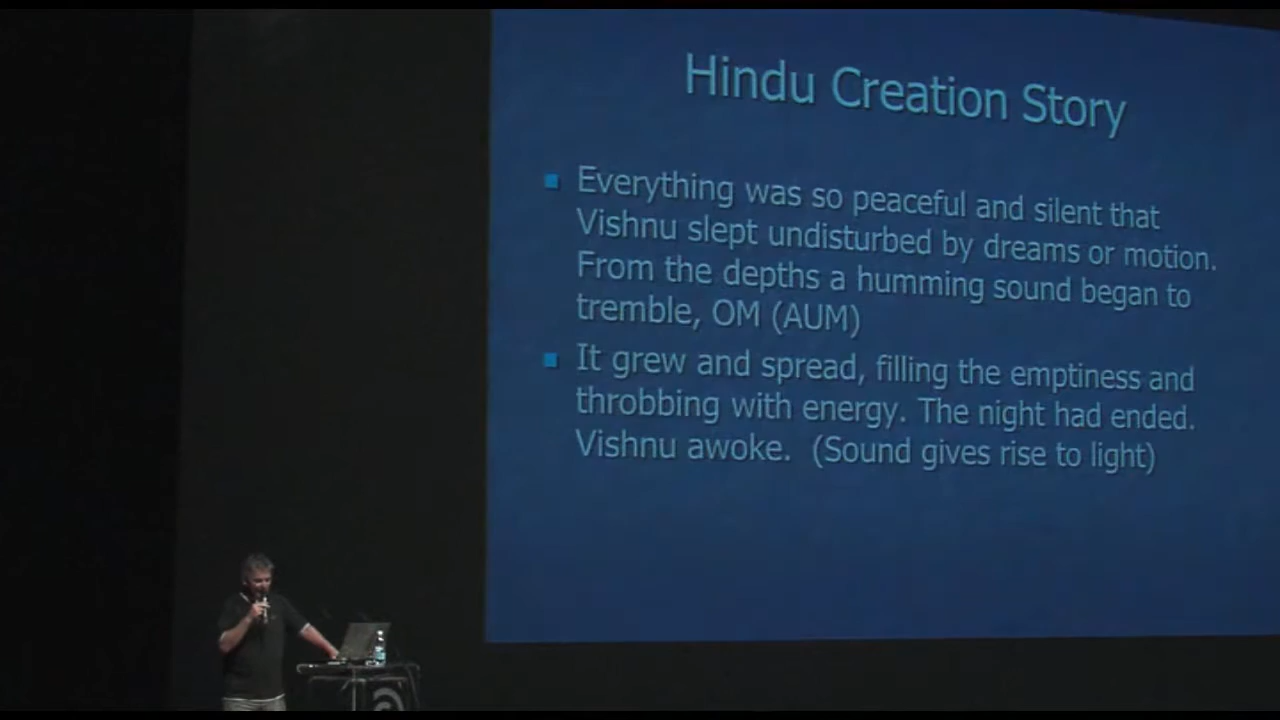 Hindu Creation Story
Everything was so peaceful and silent that
Vishnu slept undisturbed by dreams or motion.
From the depths a humming sound began to
tremble, OM (AUM)
It grew and spread, filling the emptiness and
throbbing with energy. The night had ended.
Vishnu awoke. (Sound gives rise to light)